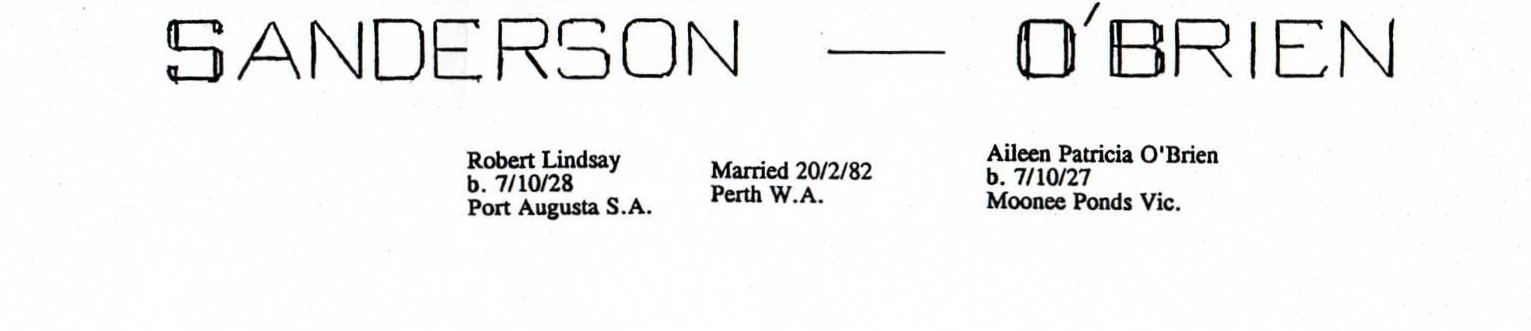 SANDERSON — O'BRIEN
Robert Lindsay
b. 7/10/28
Port Augusta S.A.
Married 20/2/82
Perth W.A.
Aileen Patricia O'Brien
b. 7/10/27
Moonee Ponds Vic.